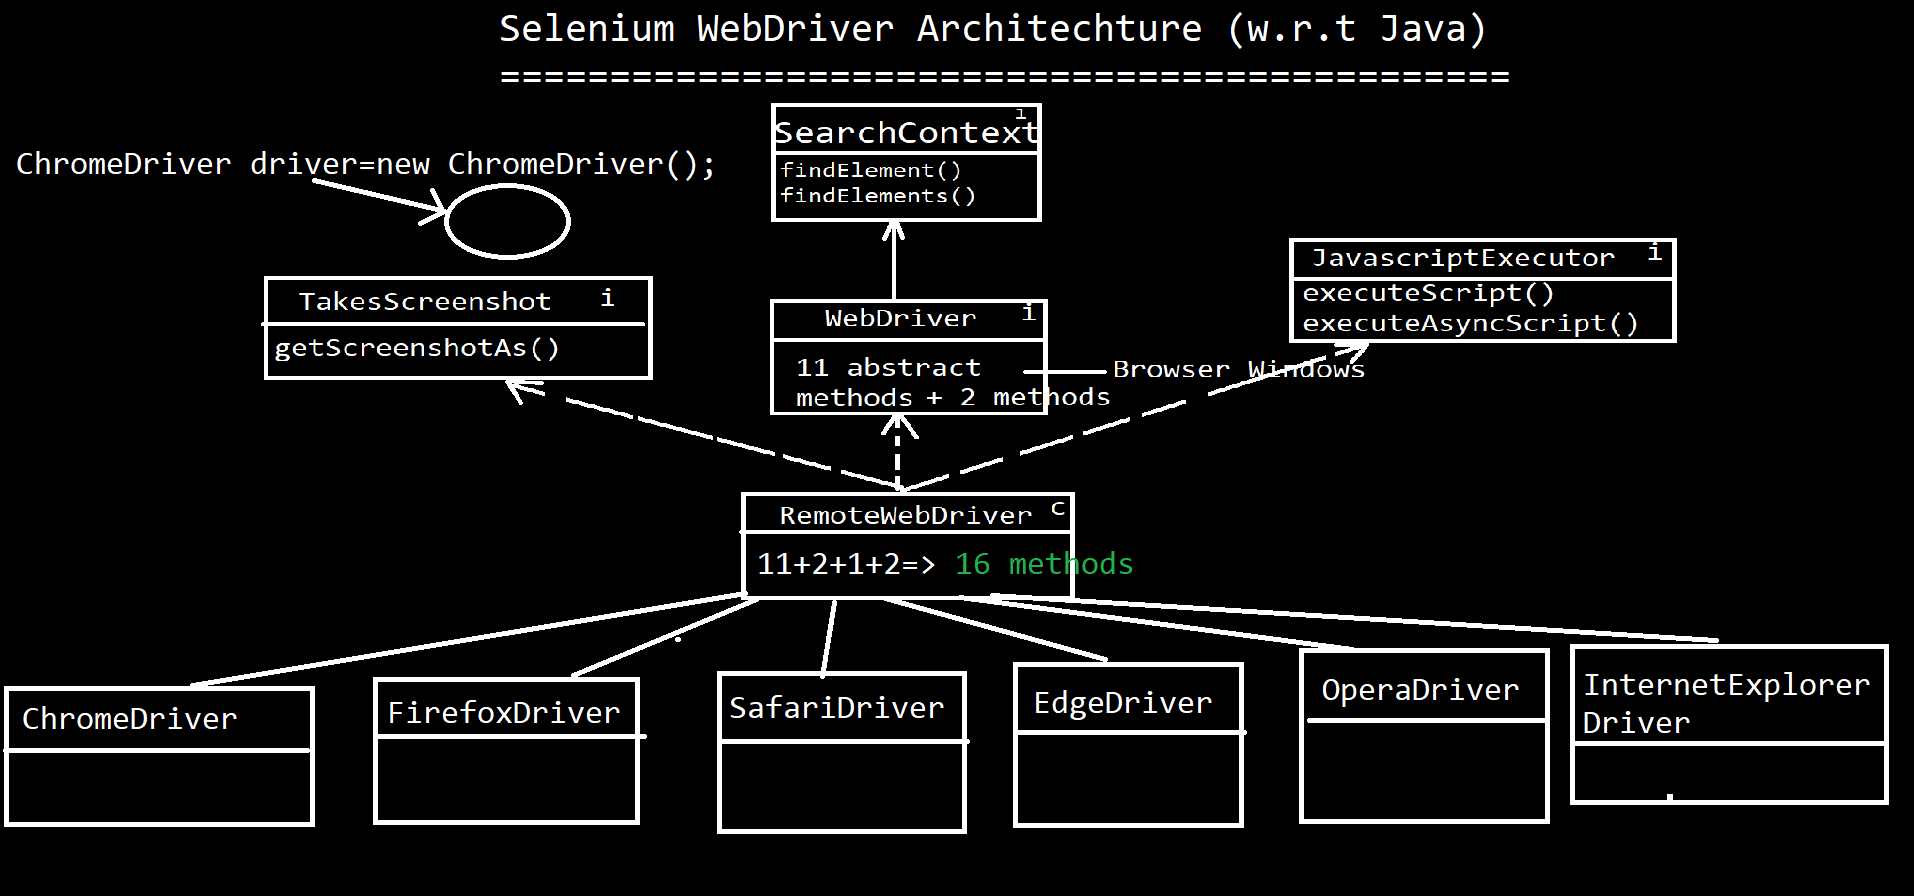 Selenium WebDriver Architechture (w.r.t Java)
==============================================
ChromeDriver driver=new ChromeDriver();
SearchContext i
findElement()
findElements()
TakesScreenshot i
getScreenshotAs()
WebDriver i
11 abstract
methods + 2 methods
Browser Windows
JavascriptExecutor i
executeScript()
executeAsyncScript()
RemoteWebDriver c
11+2+1+2=> 16 methods
ChromeDriver
FirefoxDriver
SafariDriver
EdgeDriver
OperaDriver
InternetExplorer
Driver